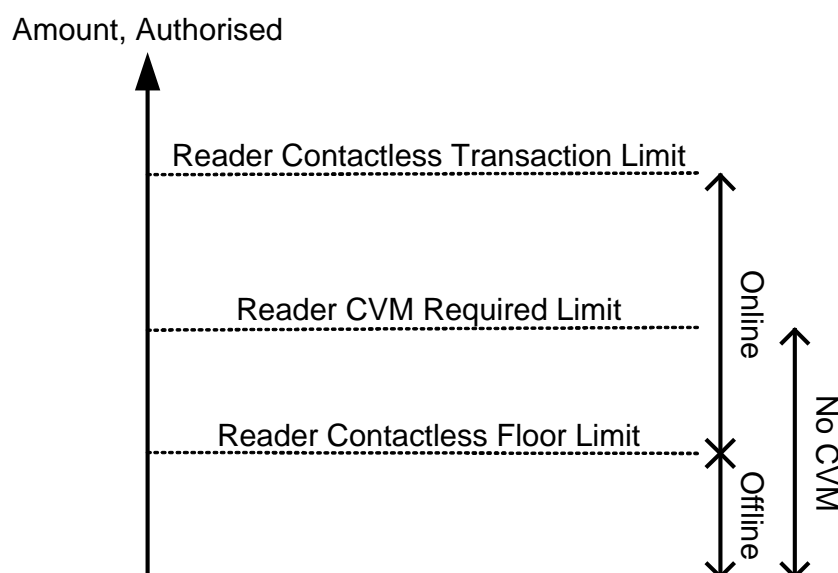 Amount, Authorised
Reader Contactless Transaction Limit
Online
Reader CVM Required Limit
No CVM
Reader Contactless Floor Limit
Offline